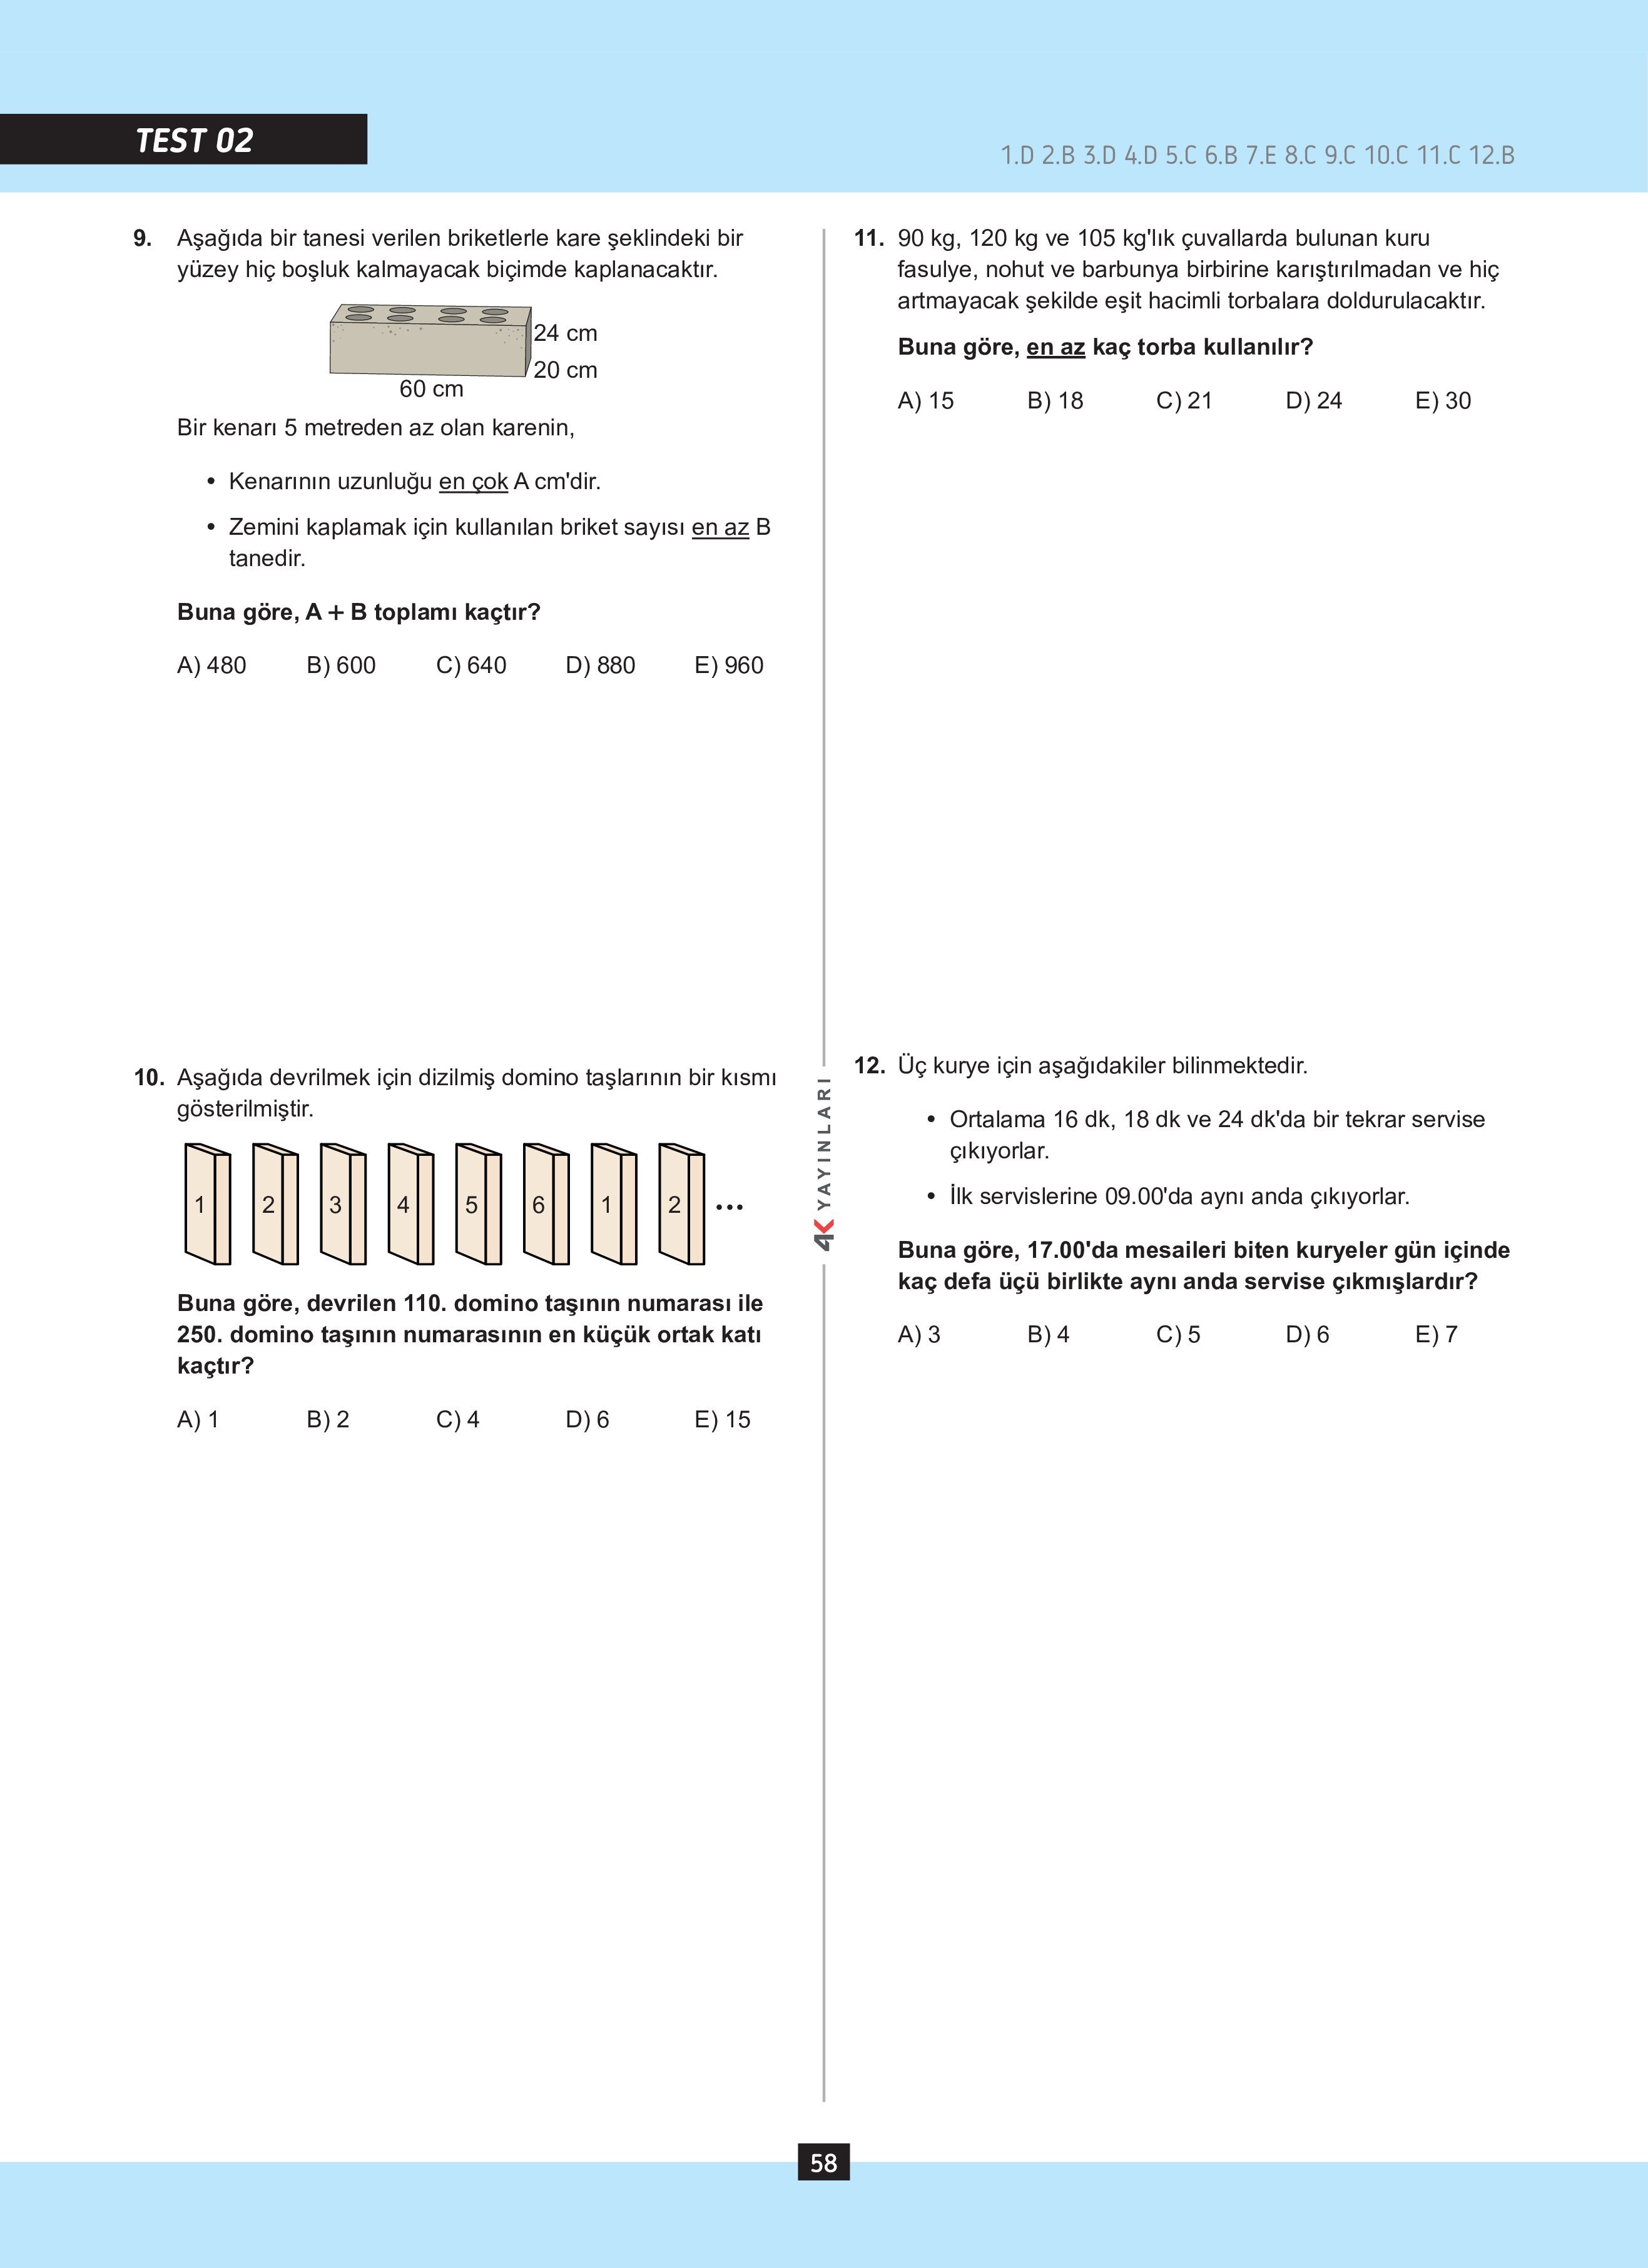 TEST 02
1.D 2.B 3.D 4.D 5.C 6.B 7.E 8.C 9.C 10.C 11.C 12.B
9. Aşağıda bir tanesi verilen briketlerle kare şeklindeki bir
yüzey hiç boşluk kalmayacak biçimde kaplanacaktır.
24 cm
20 cm
60 cm
Bir kenarı 5 metreden az olan karenin,
• Kenarının uzunluğu en çok A cm'dir.
• Zemini kaplamak için kullanılan briket sayısı en az B
tanedir.
Buna göre, A + B toplamı kaçtır?
A) 480 B) 600 C) 640 D) 880 E) 960
10. Aşağıda devrilmek için dizilmiş domino taşlarının bir kısmı
gösterilmiştir.
1 2 3 4 5 6 1 2 ...
Buna göre, devrilen 110. domino taşının numarası ile
250. domino taşının numarasının en küçük ortak katı
kaçtır?
A) 1 B) 2 C) 4 D) 6 E) 15
4K YAYINLARI
11. 90 kg, 120 kg ve 105 kg'lık çuvallarda bulunan kuru
fasulye, nohut ve barbunya birbirine karıştırılmadan ve hiç
artmayacak şekilde eşit hacimli torbalara doldurulacaktır.
Buna göre, en az kaç torba kullanılır?
A) 15 B) 18 C) 21 D) 24 E) 30
12. Üç kurye için aşağıdakiler bilinmektedir.
• Ortalama 16 dk, 18 dk ve 24 dk'da bir tekrar servise
çıkıyorlar.
• İlk servislerine 09.00'da aynı anda çıkıyorlar.
Buna göre, 17.00'da mesaileri biten kuryeler gün içinde
kaç defa üçü birlikte aynı anda servise çıkmışlardır?
A) 3 B) 4 C) 5 D) 6 E) 7
58